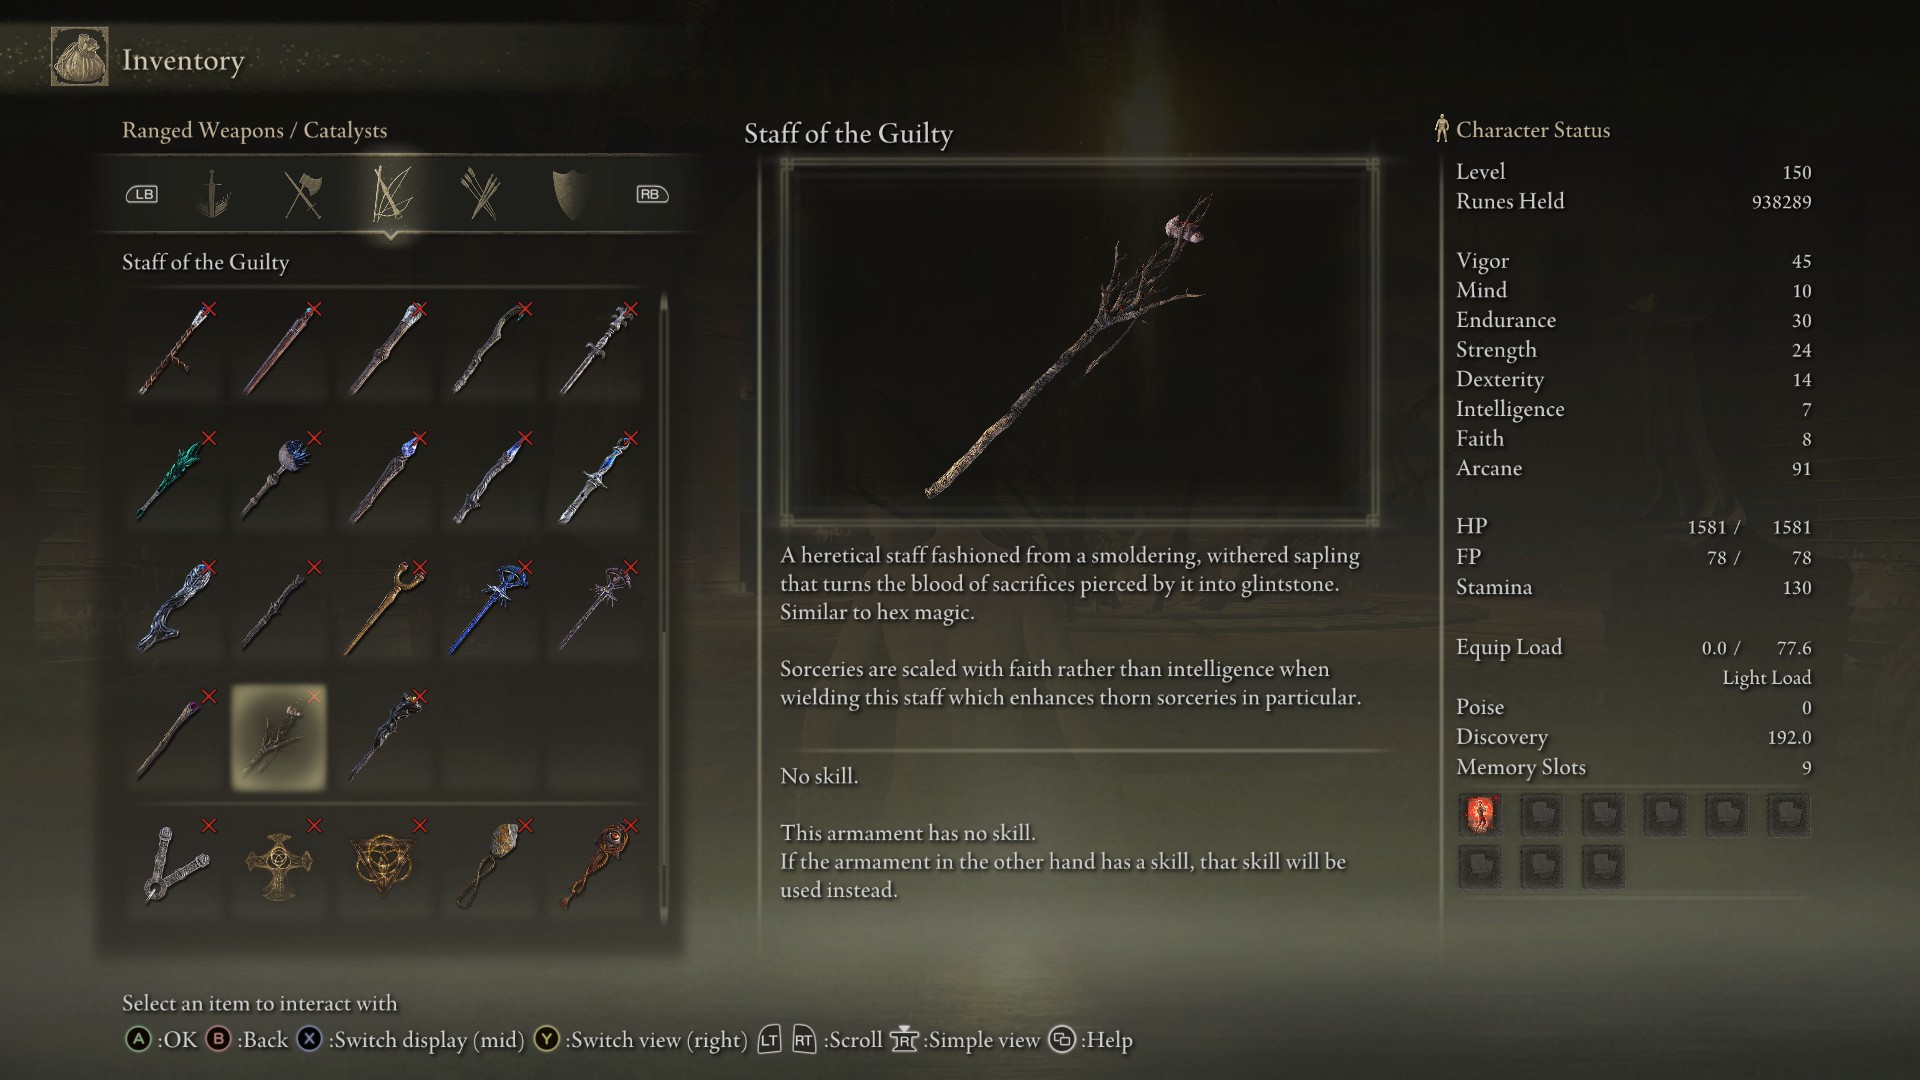 Inventory
Ranged Weapons / Catalysts
LB
RB
Staff of the Guilty
Staff of the Guilty
A heretical staff fashioned from a smoldering, withered sapling
that turns the blood of sacrifices pierced by it into glintstone.
Similar to hex magic.
Sorceries are scaled with faith rather than intelligence when
wielding this staff which enhances thorn sorceries in particular.
No skill.
This armament has no skill.
If the armament in the other hand has a skill, that skill will be
used instead.
Character Status
Level 150
Runes Held 938289
Vigor 45
Mind 10
Endurance 30
Strength 24
Dexterity 14
Intelligence 7
Faith 8
Arcane 91
HP 1581 / 1581
FP 78 / 78
Stamina 130
Equip Load 0.0 / 77.6
Light Load
Poise 0
Discovery 192.0
Memory Slots 9
Select an item to interact with
A :OK B :Back X :Switch display (mid) Y :Switch view (right) LT RT :Scroll R :Simple view :Help